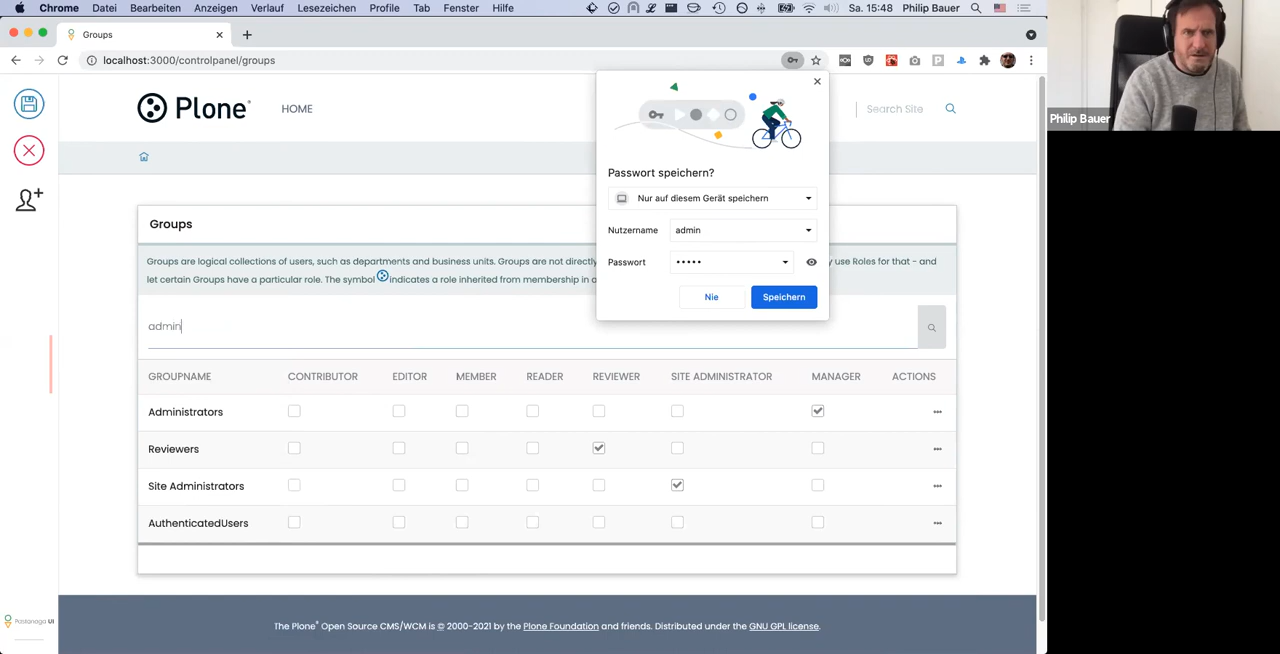 Chrome Datei Bearbeiten Anzeigen Verlauf Lesezeichen Profile Tab Fenster Hilfe Sa. 15:48 Philip Bauer
Groups
localhost:3000/controlpanel/groups
Plone® HOME Search Site
Passwort speichern?
Nur auf diesem Gerät speichern
Nutzername admin
Passwort •••••
Nie Speichern
Groups
Groups are logical collections of users, such as departments and business units. Groups are not directly y use Roles for that - and
let certain Groups have a particular role. The symbol indicates a role inherited from membership in a
admin
GROUPNAME CONTRIBUTOR EDITOR MEMBER READER REVIEWER SITE ADMINISTRATOR MANAGER ACTIONS
Administrators
Reviewers
Site Administrators
AuthenticatedUsers
Pastanaga UI
The Plone® Open Source CMS/WCM is © 2000-2021 by the Plone Foundation and friends. Distributed under the GNU GPL license.
Philip Bauer